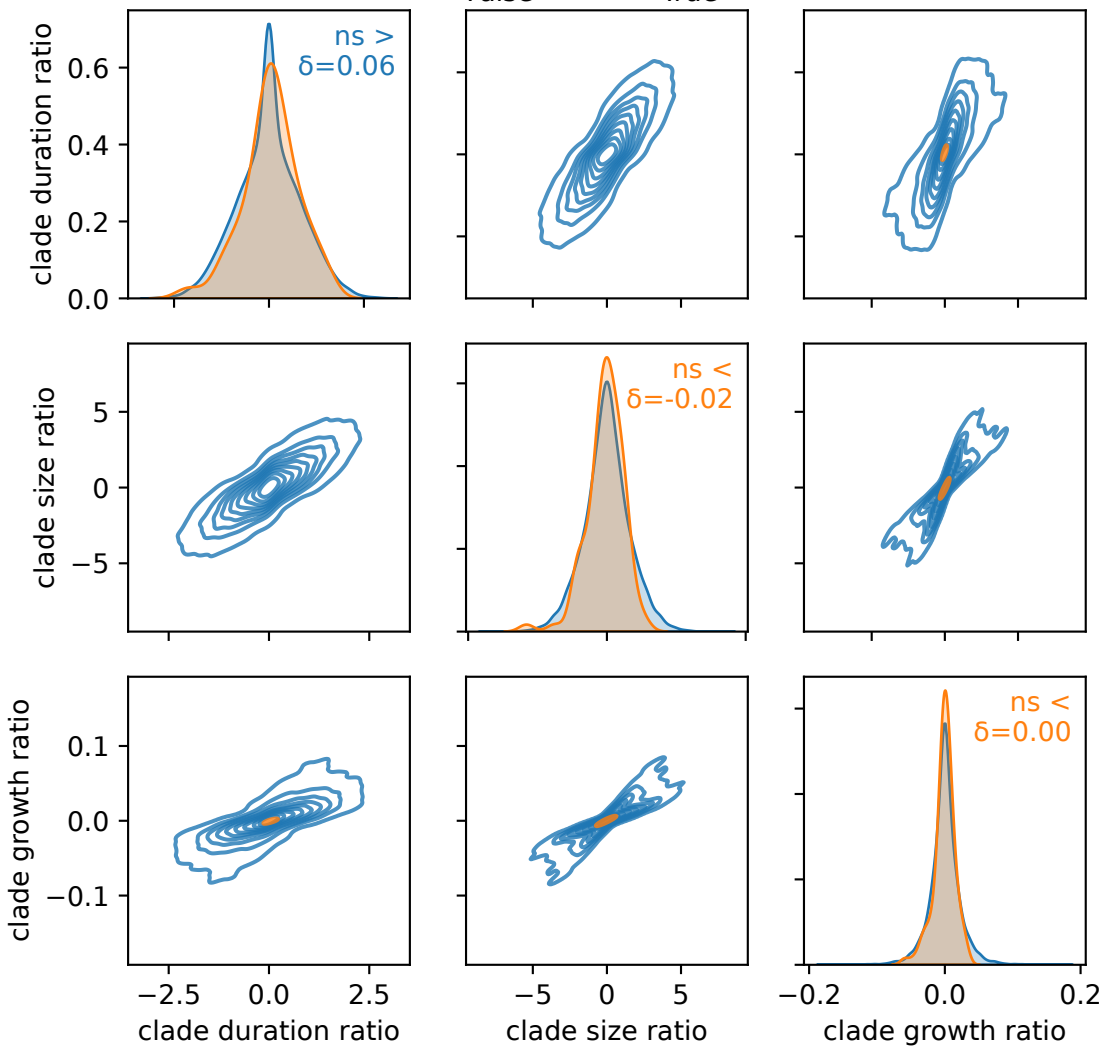 clade duration ratio
0.6
0.4
0.2
0.0
ns >
δ=0.06
clade size ratio
5
0
−5
ns <
δ=-0.02
clade growth ratio
0.1
0.0
−0.1
ns <
δ=0.00
−2.5 0.0 2.5
−5 0 5
−0.2 0.0 0.2
clade duration ratio
clade size ratio
clade growth ratio